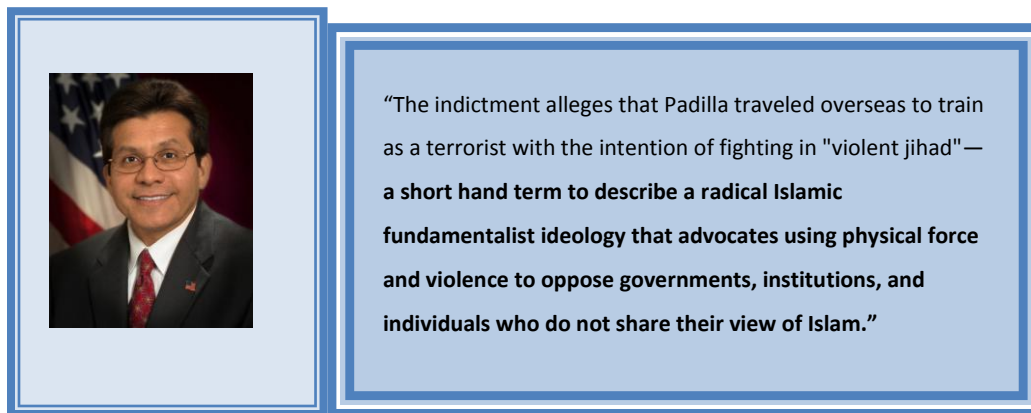 “The indictment alleges that Padilla traveled overseas to train
as a terrorist with the intention of fighting in "violent jihad"—
a short hand term to describe a radical Islamic
fundamentalist ideology that advocates using physical force
and violence to oppose governments, institutions, and
individuals who do not share their view of Islam.”